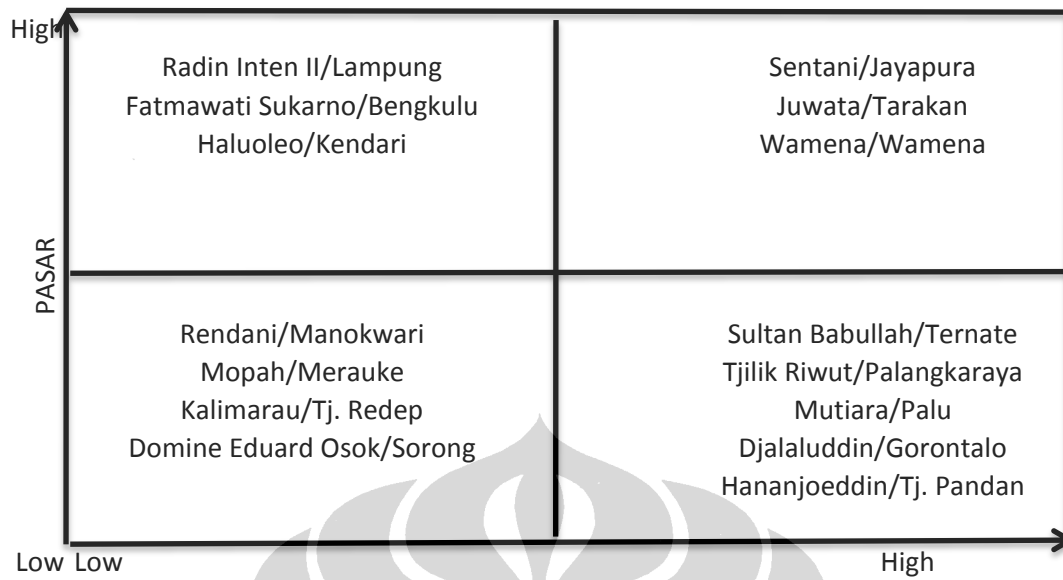 High
Radin Inten II/Lampung
Fatmawati Sukarno/Bengkulu
Haluoleo/Kendari
Sentani/Jayapura
Juwata/Tarakan
Wamena/Wamena
PASAR
Rendani/Manokwari
Mopah/Merauke
Kalimarau/Tj. Redep
Domine Eduard Osok/Sorong
Sultan Babullah/Ternate
Tjilik Riwut/Palangkaraya
Mutiara/Palu
Djalaluddin/Gorontalo
Hananjoeddin/Tj. Pandan
Low Low
High